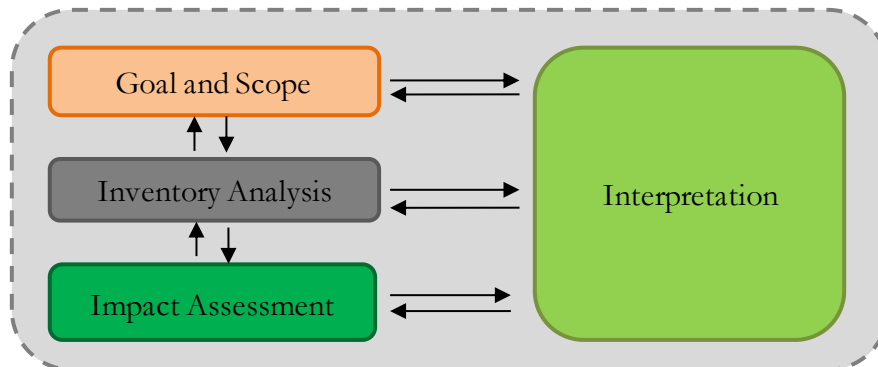 Goal and Scope
Inventory Analysis
Interpretation
Impact Assessment